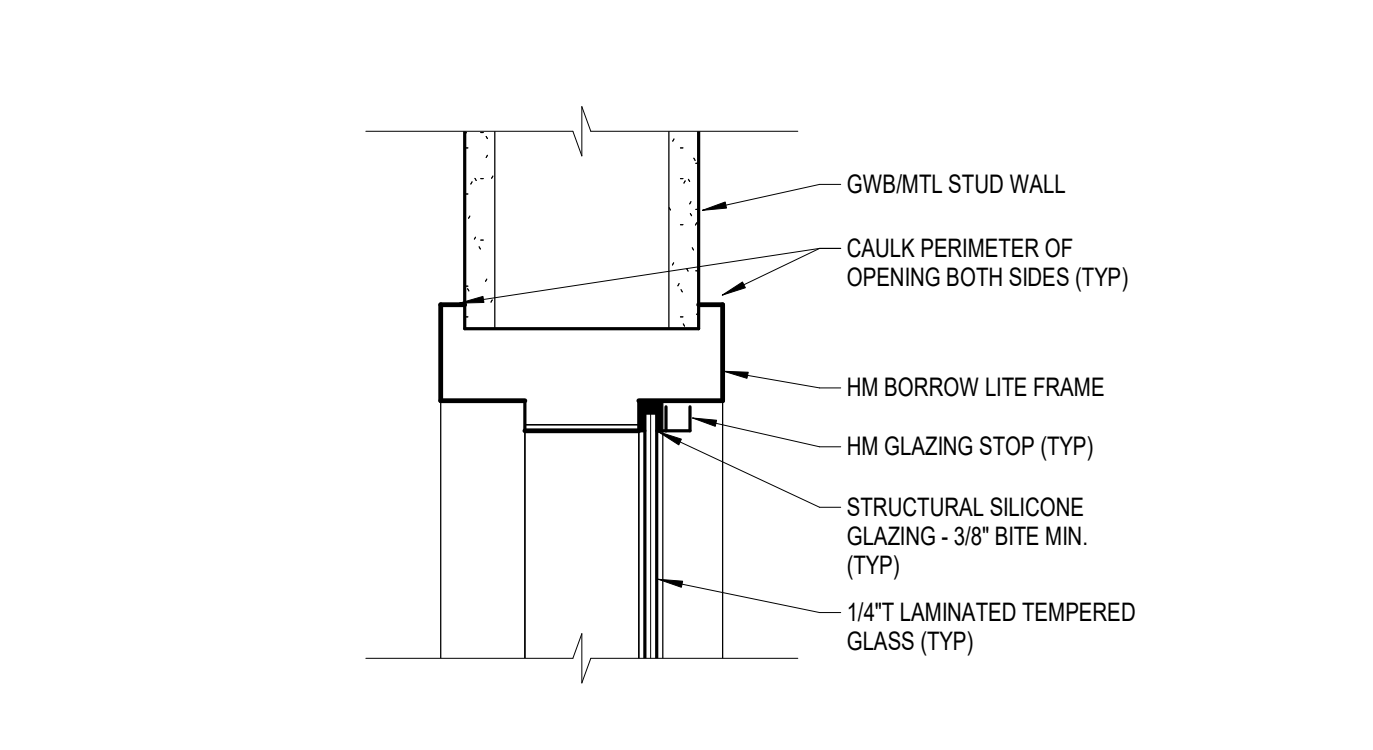 GWB/MTL STUD WALL
CAULK PERIMETER OF
OPENING BOTH SIDES (TYP)
HM BORROW LITE FRAME
HM GLAZING STOP (TYP)
STRUCTURAL SILICONE
GLAZING - 3/8" BITE MIN.
(TYP)
1/4"T LAMINATED TEMPERED
GLASS (TYP)